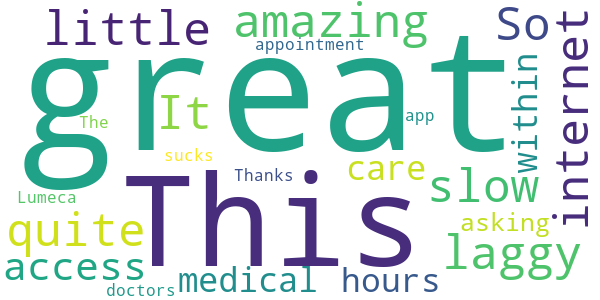 little amazing So
appointment
great
internet
within
It
app
The
sucks
care
Thanks
This
slow
Lumeca
quite
asking
laggy
access
medical hours
doctors